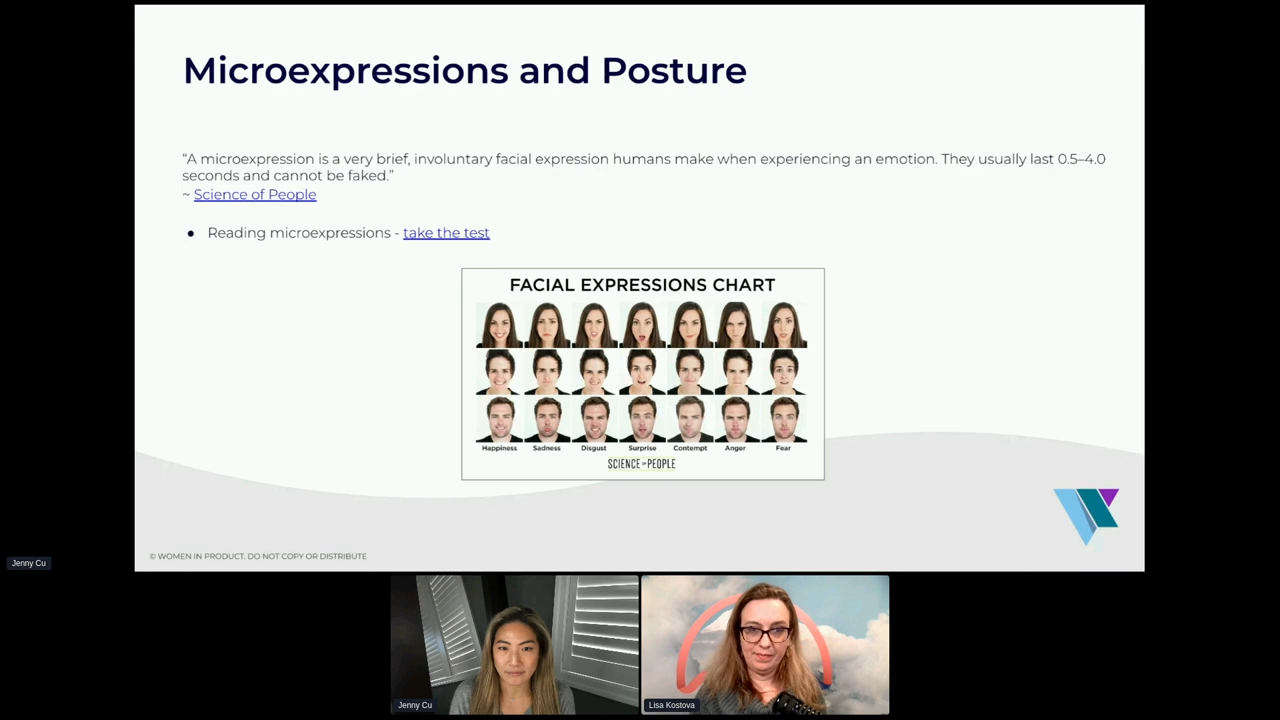 Microexpressions and Posture
“A microexpression is a very brief, involuntary facial expression humans make when experiencing an emotion. They usually last 0.5–4.0
seconds and cannot be faked.”
~ Science of People
● Reading microexpressions - take the test
FACIAL EXPRESSIONS CHART
Happiness Sadness Disgust Surprise Contempt Anger Fear
SCIENCE OF PEOPLE
© WOMEN IN PRODUCT. DO NOT COPY OR DISTRIBUTE
Jenny Cu
Jenny Cu
Lisa Kostova